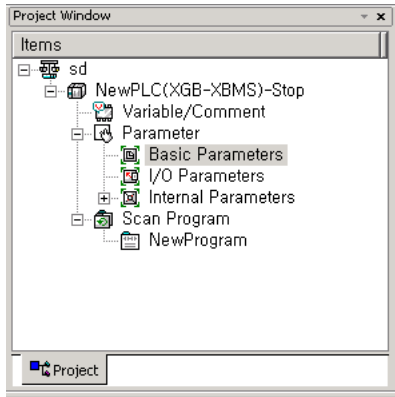 Project Window
Items
sd
NewPLC(XGB-XBMS)-Stop
Variable/Comment
Parameter
Basic Parameters
I/O Parameters
Internal Parameters
Scan Program
NewProgram
Project